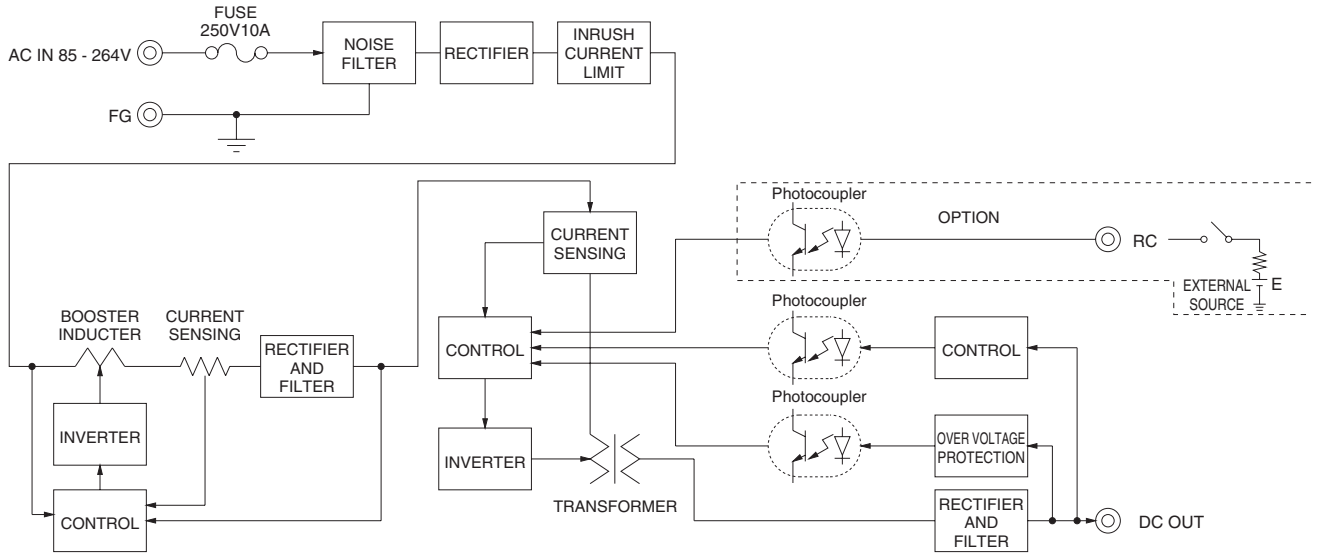 FUSE
250V10A
AC IN 85 - 264V
NOISE
FILTER
RECTIFIER
INRUSH
CURRENT
LIMIT
FG
Photocoupler
OPTION
RC
CURRENT
SENSING
EXTERNAL
SOURCE
E
BOOSTER
INDUCTER
CURRENT
SENSING
RECTIFIER
AND
FILTER
CONTROL
Photocoupler
CONTROL
Photocoupler
INVERTER
INVERTER
OVER VOLTAGE
PROTECTION
TRANSFORMER
CONTROL
RECTIFIER
AND
FILTER
DC OUT